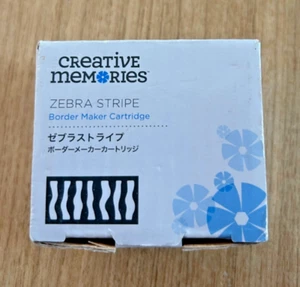 CREATIVE
MEMORIES™
ZEBRA STRIPE
Border Maker Cartridge
ゼブラストライプ
ボーダーメーカーカートリッジ